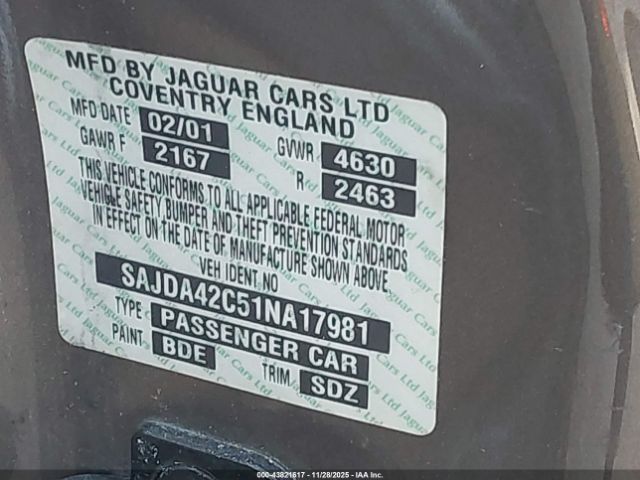 MFD BY JAGUAR CARS LTD
COVENTRY ENGLAND
MFD DATE 02/01
GAWR F 2167 GVWR 4630
R 2463
THIS VEHICLE CONFORMS TO ALL APPLICABLE FEDERAL MOTOR
VEHICLE SAFETY BUMPER AND THEFT PREVENTION STANDARDS
IN EFFECT ON THE DATE OF MANUFACTURE SHOWN ABOVE.
VEH IDENT NO
SAJDA42C51NA17981
TYPE PASSENGER CAR
PAINT BDE TRIM SDZ
000-43821617 - 11/28/2025 - IAA Inc.